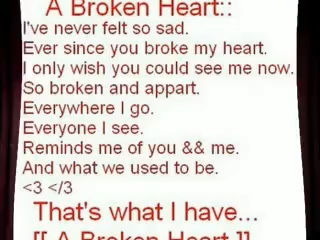 A Broken Heart::
I've never felt so sad.
Ever since you broke my heart.
I only wish you could see me now.
So broken and appart.
Everywhere I go.
Everyone I see.
Reminds me of you && me.
And what we used to be.
<3 </3
That's what I have...
[[ A Broken Heart ]]